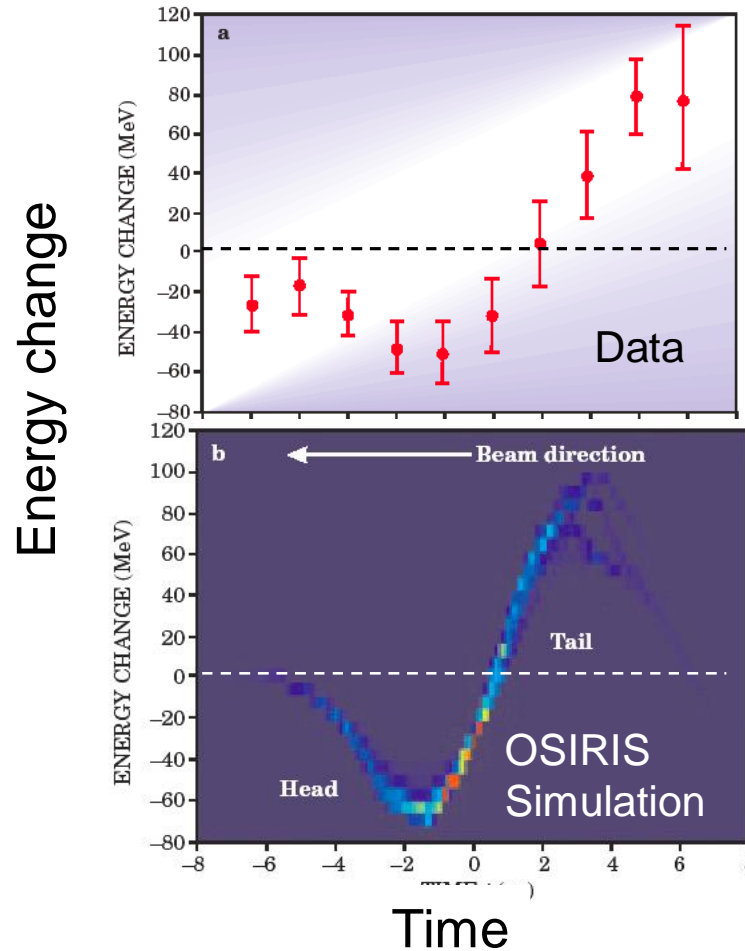 Energy change
ENERGY CHANGE (MeV)
120
100
80
60
40
20
0
–20
–40
–60
–80
a
Data
ENERGY CHANGE (MeV)
120
100
80
60
40
20
0
–20
–40
–60
–80
b
Beam direction
Tail
Head
OSIRIS
Simulation
–8 –6 –4 –2 0 2 4 6
Time